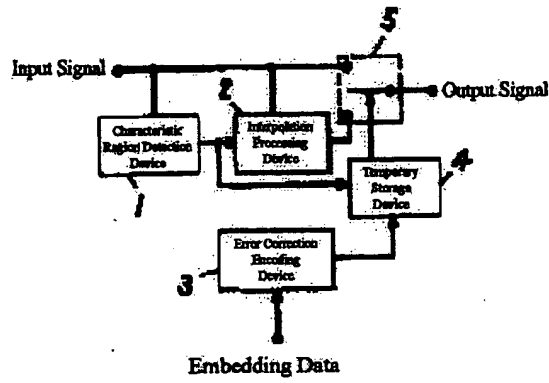 5
Input Signal
2
Output Signal
Characteristic
Region Detection
Device
Interpolation
Processing
Device
1
4
Temporary
Storage
Device
Error Correction
Encoding
Device
3
Embedding Data